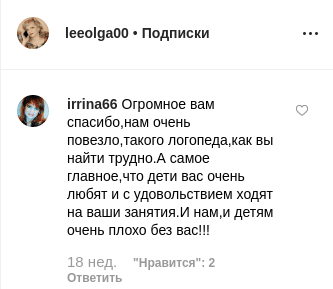 leeolga00 • Подписки
irrina66 Огромное вам
спасибо,нам очень
повезло,такого логопеда,как вы
найти трудно.А самое
главное,что дети вас очень
любят и с удовольствием ходят
на ваши занятия.И нам,и детям
очень плохо без вас!!!
18 нед. "Нравится": 2
Ответить